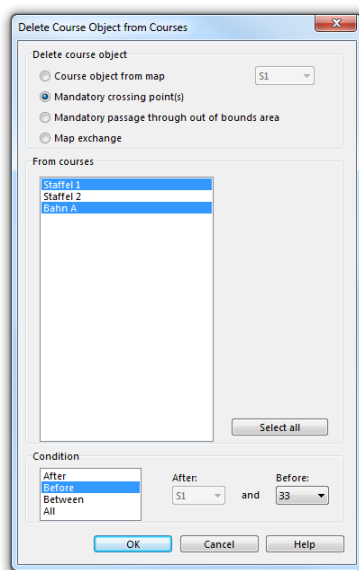 Delete Course Object from Courses
Delete course object
Course object from map S1
Mandatory crossing point(s)
Mandatory passage through out of bounds area
Map exchange
From courses
Staffel 1
Staffel 2
Bahn A
Select all
Condition
After
Before
Between
All
After: Before:
S1 and 33
OK Cancel Help